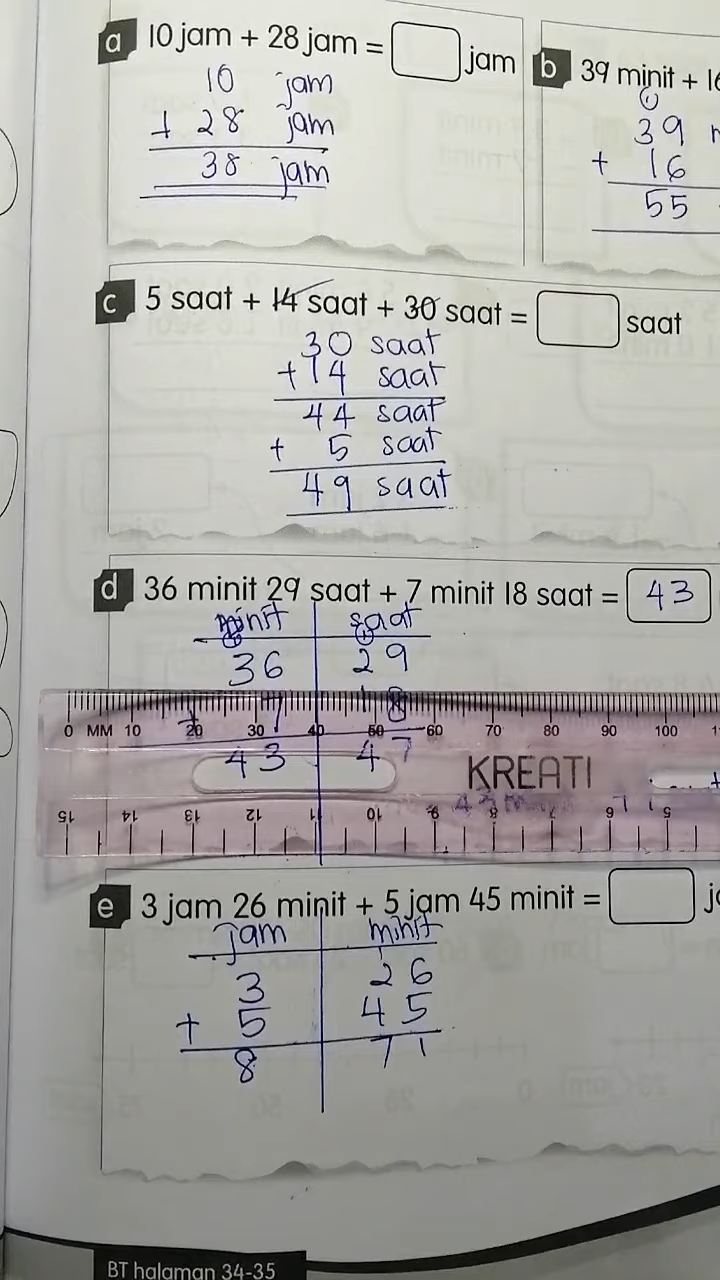 a 10 jam + 28 jam = jam
10 jam
+ 28 jam
38 jam
b 39 minit + 16
1
39
+ 16
55
c 5 saat + 14 saat + 30 saat = saat
30 saat
+ 14 saat
44 saat
+ 5 saat
49 saat
d 36 minit 29 saat + 7 minit 18 saat = 43
minit saat
36 29
+ 7 18
43 47
0 MM 10 20 30 40 50 60 70 80 90 100
KREATI
15 14 13 12 11 10 9 8 7 6 5
e 3 jam 26 minit + 5 jam 45 minit =
jam minit
3 26
+ 5 45
8 71
BT halaman 34-35